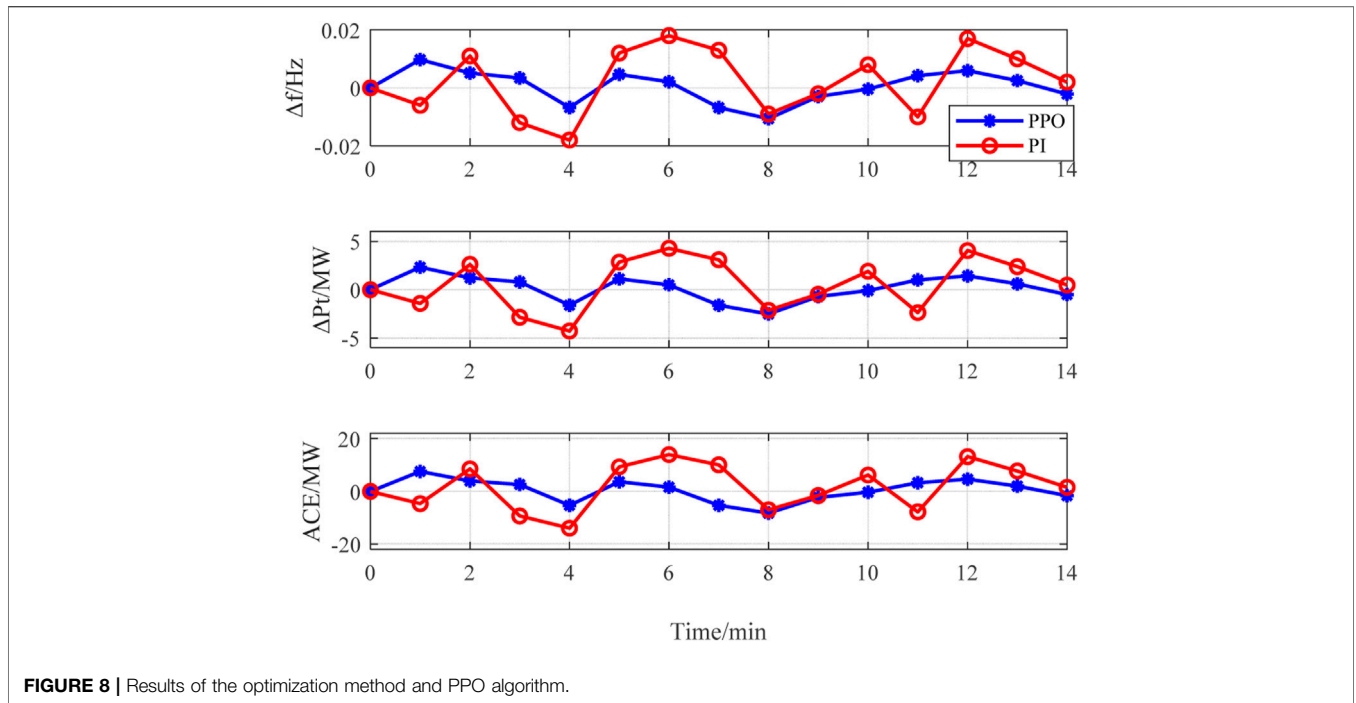 0.02
0
-0.02
Δf/Hz
PPO
PI
0 2 4 6 8 10 12 14
5
0
-5
ΔPt/MW
0 2 4 6 8 10 12 14
20
0
-20
ACE/MW
0 2 4 6 8 10 12 14
Time/min
FIGURE 8 | Results of the optimization method and PPO algorithm.